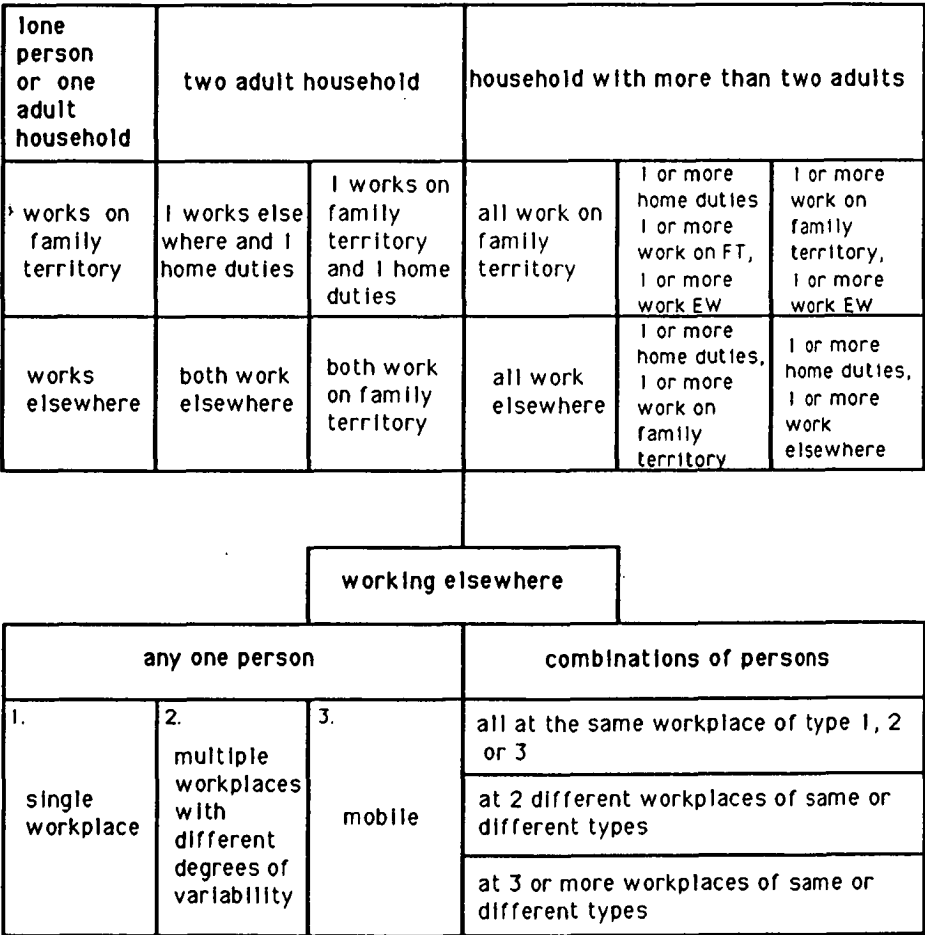 lone
person
or one
adult
household
two adult household
household with more than two adults
works on
family
territory
1 works else
where and 1
home duties
1 works on
family
territory
and 1 home
duties
all work on
family
territory
1 or more
home duties
1 or more
work on FT,
1 or more
work EW
1 or more
work on
family
territory,
1 or more
work EW
works
elsewhere
both work
elsewhere
both work
on family
territory
all work
elsewhere
1 or more
home duties,
1 or more
work on
family
territory
1 or more
home duties,
1 or more
work
elsewhere
working elsewhere
any one person
combinations of persons
1.
single
workplace
2.
multiple
workplaces
with
different
degrees of
variability
3.
mobile
all at the same workplace of type 1, 2
or 3
at 2 different workplaces of same or
different types
at 3 or more workplaces of same or
different types